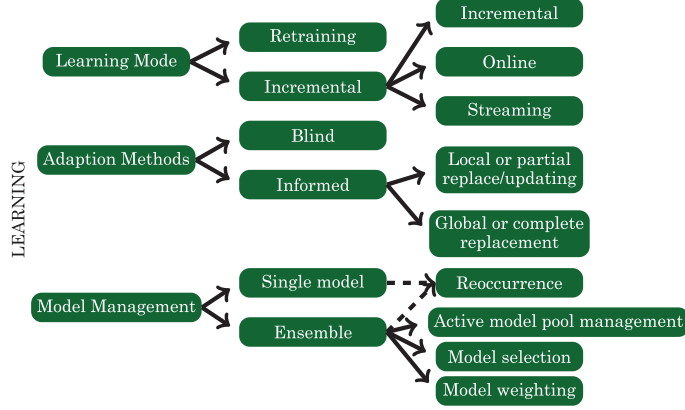 LEARNING
Learning Mode
Retraining
Incremental
Incremental
Online
Streaming
Adaption Methods
Blind
Informed
Local or partial
replace/updating
Global or complete
replacement
Model Management
Single model
Ensemble
Reoccurrence
Active model pool management
Model selection
Model weighting